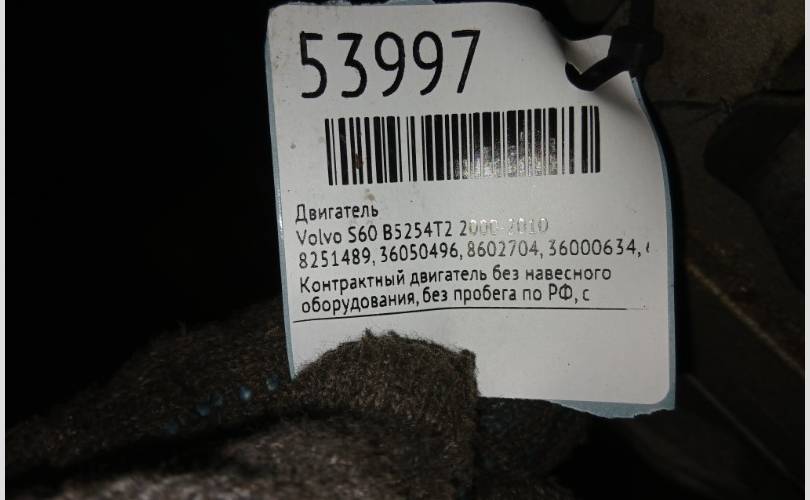 53997
Двигатель
Volvo S60 B5254T2 2000-2010
8251489, 36050496, 8602704, 36000634,
Контрактный двигатель без навесного
оборудования, без пробега по РФ, с